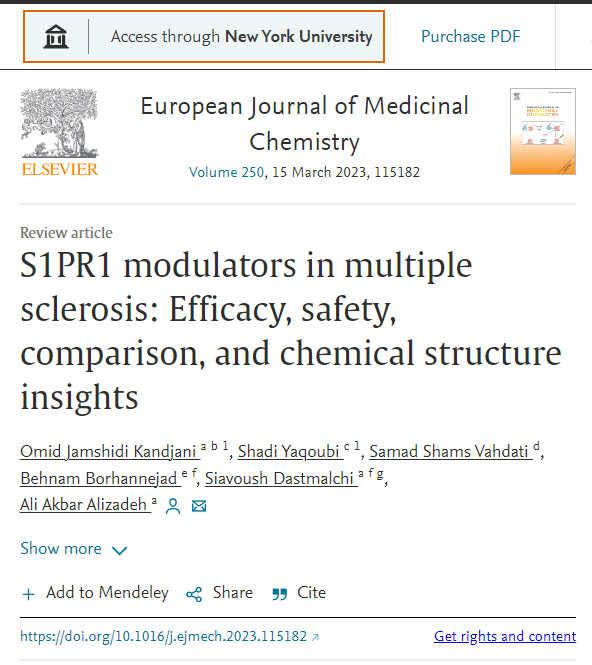 Access through New York University
Purchase PDF
ELSEVIER
European Journal of Medicinal
Chemistry
Volume 250, 15 March 2023, 115182
Review article
S1PR1 modulators in multiple
sclerosis: Efficacy, safety,
comparison, and chemical structure
insights
Omid Jamshidi Kandjani a b 1, Shadi Yaqoubi c 1, Samad Shams Vahdati d,
Behnam Borhannejad e f, Siavoush Dastmalchi a f g,
Ali Akbar Alizadeh a
Show more
Add to Mendeley Share Cite
https://doi.org/10.1016/j.ejmech.2023.115182
Get rights and content